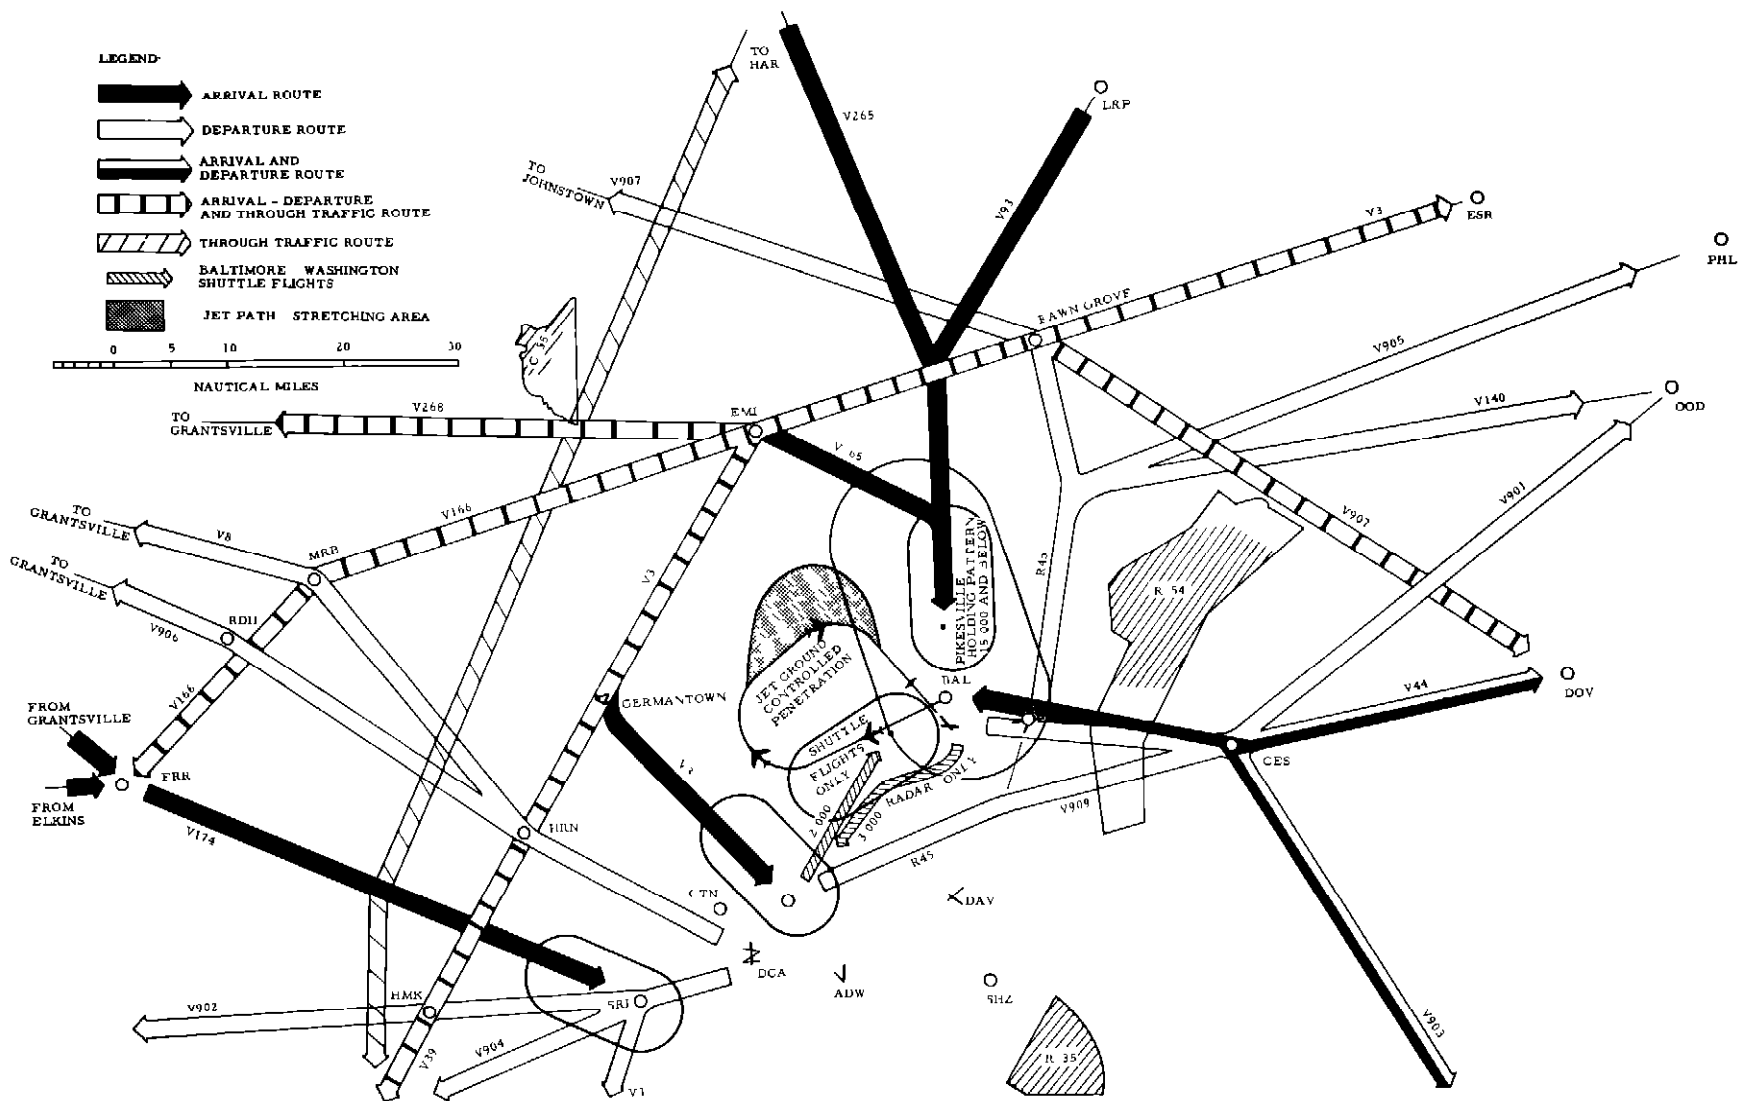 LEGEND-
ARRIVAL ROUTE
DEPARTURE ROUTE
ARRIVAL AND
DEPARTURE ROUTE
ARRIVAL - DEPARTURE
AND THROUGH TRAFFIC ROUTE
THROUGH TRAFFIC ROUTE
BALTIMORE WASHINGTON
SHUTTLE FLIGHTS
JET PATH STRETCHING AREA
0 5 10 20 30
NAUTICAL MILES
TO
HAR
V265
LRP
V93
TO
JOHNSTOWN
V907
V3
ESR
PHL
FAWN GROVE
V905
V140
OOD
V901
V907
TO
GRANTSVILLE
V268
EMI
V166
TO
GRANTSVILLE
V8
MRB
TO
GRANTSVILLE
V906
RDH
V3
V166
FROM
GRANTSVILLE
FRR
FROM
ELKINS
V174
GERMANTOWN
JET GROUND
CONTROLLED
PENETRATION
PIKESVILLE
HOLDING PATTERN
15 000 AND BELOW
BAL
R 54
SHUTTLE
FLIGHTS
ONLY
RADAR ONLY
2 000
3 000
V44
DOV
CES
V909
R45
HRN
DAV
DCA
ADW
SHZ
R 35
HMK
SRI
V902
V39
V904
V1
V903